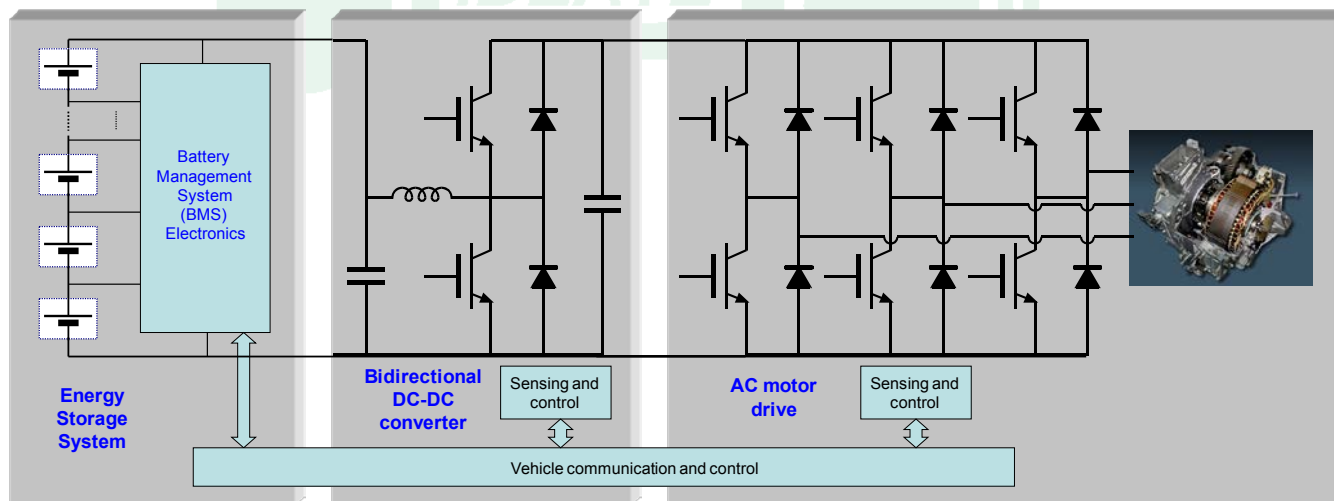 Battery
Management
System
(BMS)
Electronics
Energy
Storage
System
Bidirectional
DC-DC
converter
Sensing and
control
AC motor
drive
Sensing and
control
Vehicle communication and control